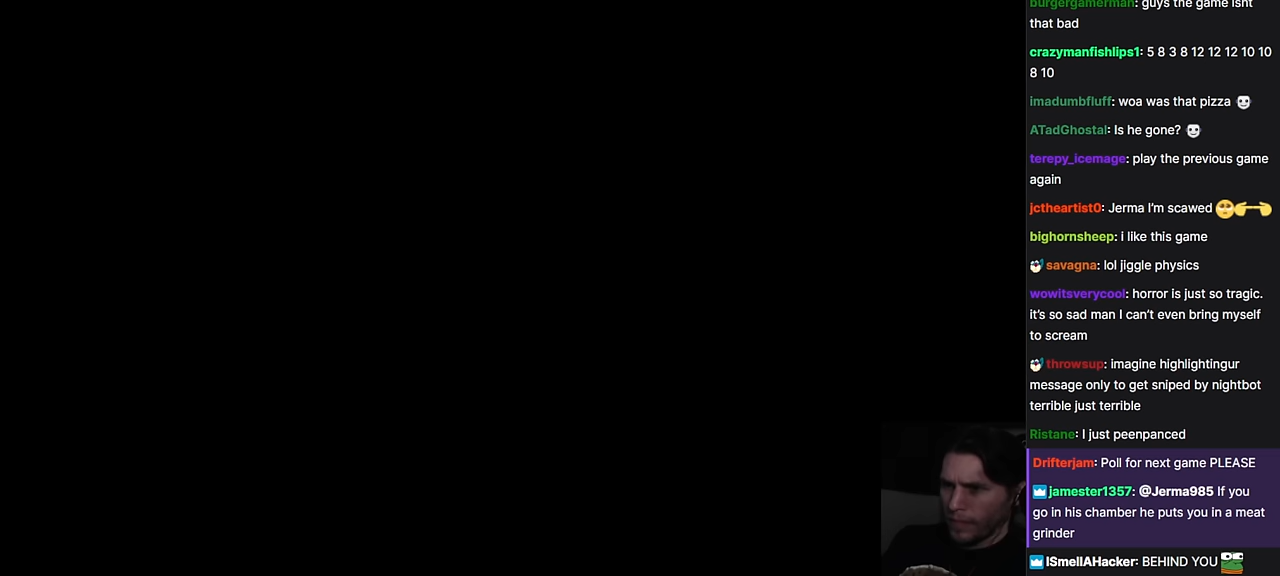 burgergamerman: guys the game isnt
that bad
crazymanfishlips1: 5 8 3 8 12 12 12 10 10
8 10
imadumbfluff: woa was that pizza
ATadGhostal: Is he gone?
terepy_icemage: play the previous game
again
jctheartist0: Jerma I'm scawed
bighornsheep: i like this game
savagna: lol jiggle physics
wowitsverycool: horror is just so tragic.
it's so sad man I can't even bring myself
to scream
throwsup: imagine highlightingur
message only to get sniped by nightbot
terrible just terrible
Ristane: I just peenpanced
Drifterjam: Poll for next game PLEASE
jamester1357: @Jerma985 If you
go in his chamber he puts you in a meat
grinder
ISmellAHacker: BEHIND YOU